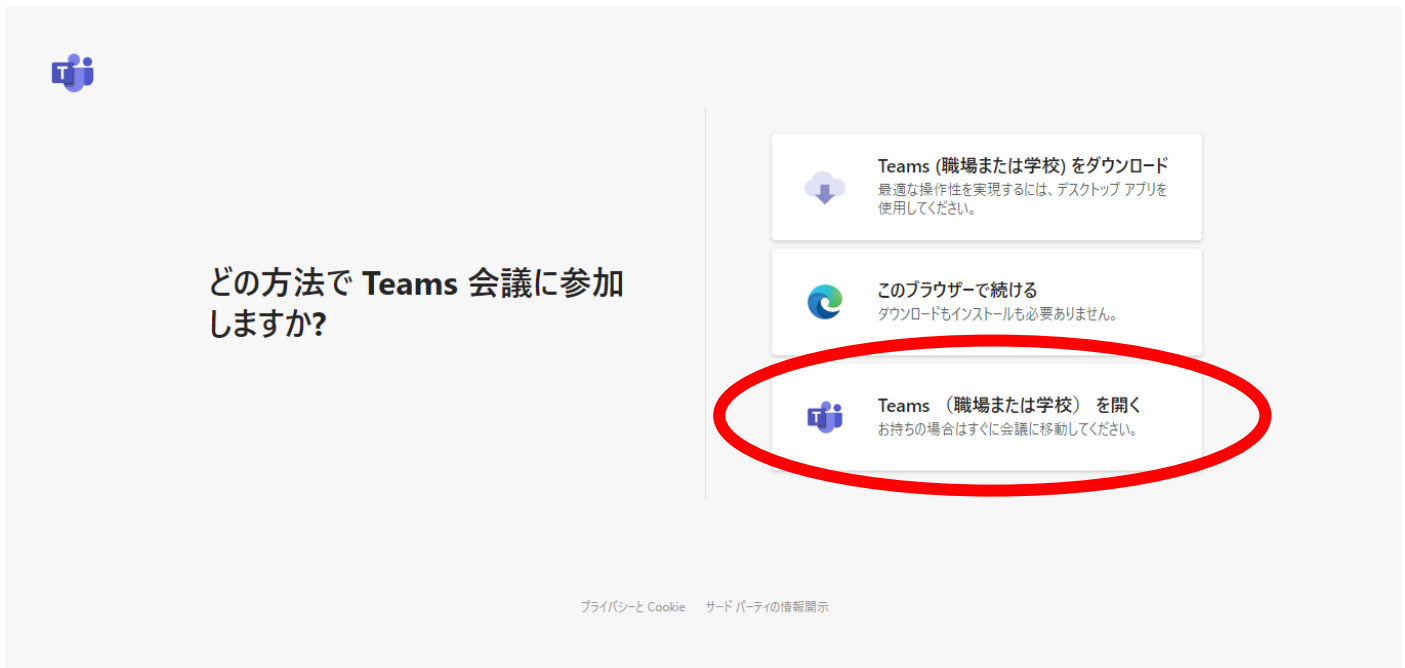 どの方法で Teams 会議に参加
しますか?
Teams (職場または学校) をダウンロード
最適な操作性を実現するには、デスクトップ アプリを
使用してください。
このブラウザーで続ける
ダウンロードもインストールも必要ありません。
Teams （職場または学校） を開く
お持ちの場合はすぐに会議に移動してください。
プライバシーと Cookie サード パーティの情報開示